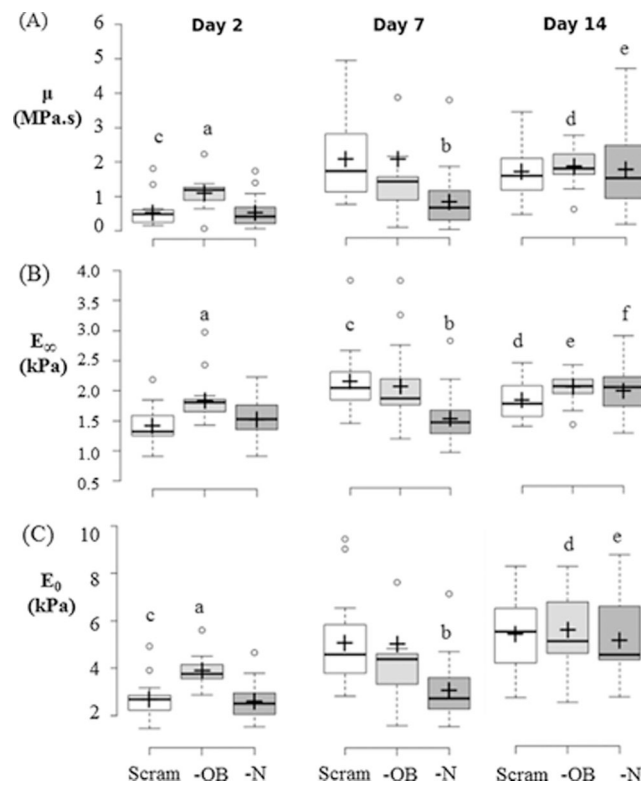 (A) Day 2 Day 7 Day 14
μ
(MPa.s)
6
5
4
3
2
1
0
c a b d e
(B)
E∞
(kPa)
4.0
3.5
3.0
2.5
2.0
1.5
1.0
0.5
a c b d e f
(C)
E0
(kPa)
10
8
6
4
2
c a b d e
Scram -OB -N Scram -OB -N Scram -OB -N